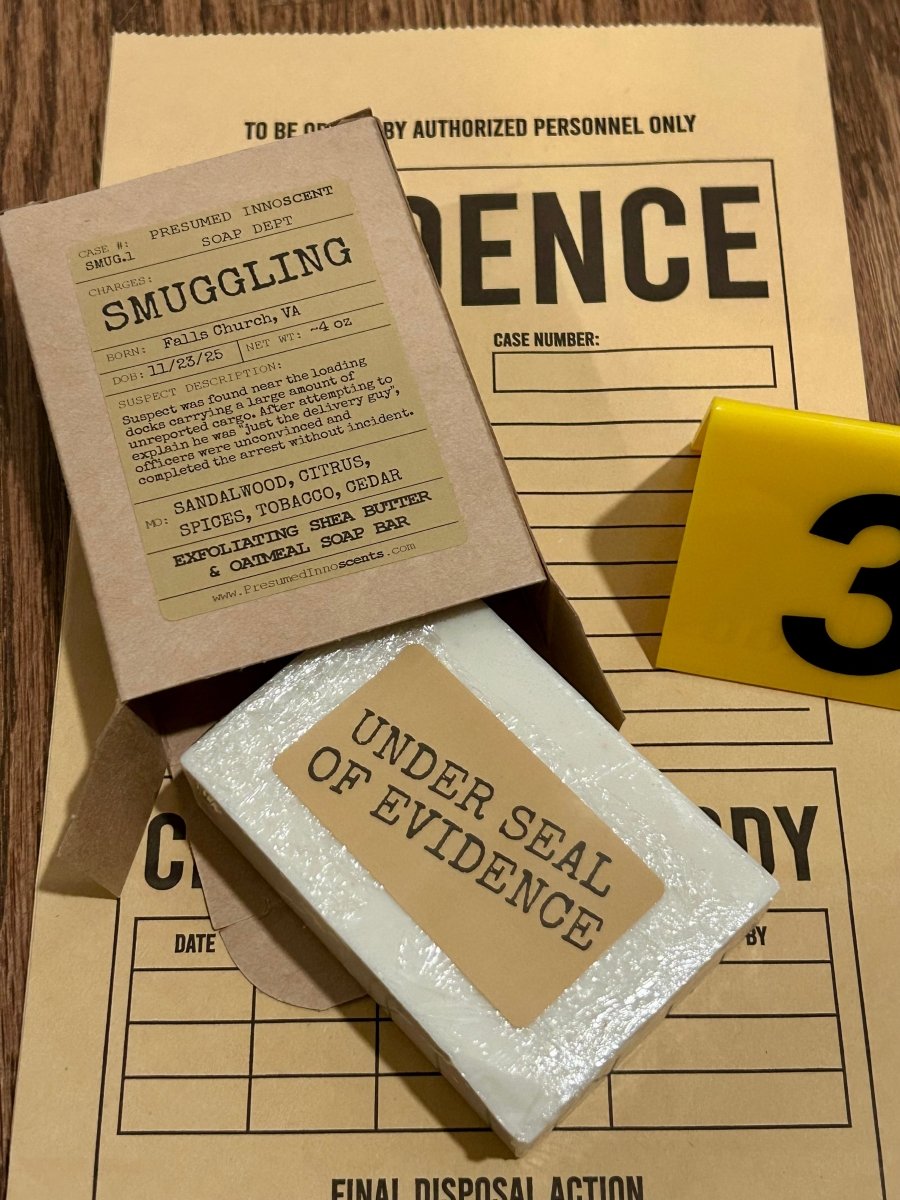 TO BE OP BY AUTHORIZED PERSONNEL ONLY
DENCE
CASE NUMBER:
CASE #: PRESUMED INNOSCENT
SMUG.1 SOAP DEPT
CHARGES:
SMUGGLING
BORN: Falls Church, VA
DOB: 11/23/25 NET WT: ~4 oz
SUSPECT DESCRIPTION:
Suspect was found near the loading
docks carrying a large amount of
unreported cargo. After attempting to
explain he was "just the delivery guy",
officers were unconvinced and
completed the arrest without incident.
MO: SANDALWOOD, CITRUS,
SPICES, TOBACCO, CEDAR
EXFOLIATING SHEA BUTTER
& OATMEAL SOAP BAR
www.PresumedInnoscents.com
3
UNDER SEAL
OF EVIDENCE
C DY
DATE BY
FINAL DISPOSAL ACTION